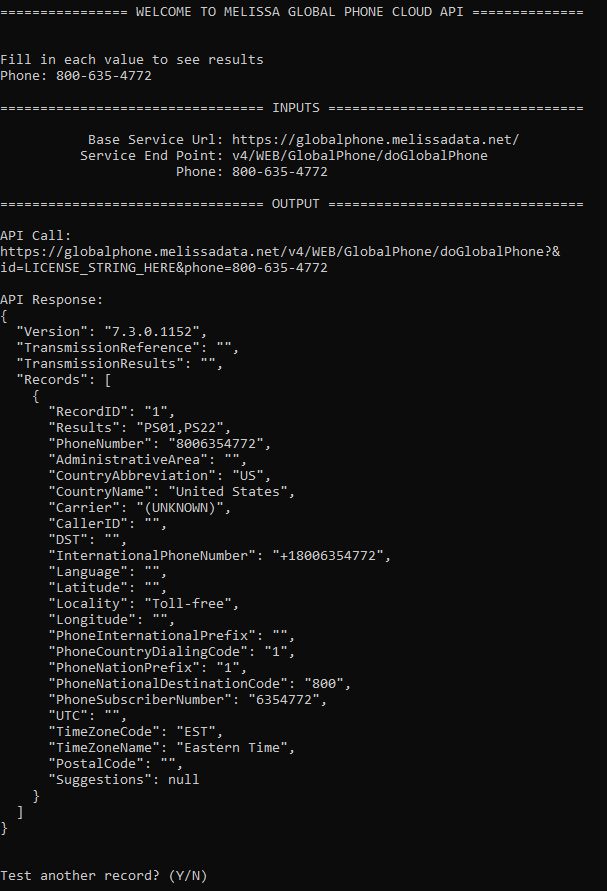 ================ WELCOME TO MELISSA GLOBAL PHONE CLOUD API ==============
Fill in each value to see results
Phone: 800-635-4772
================================= INPUTS ================================
Base Service Url: https://globalphone.melissadata.net/
Service End Point: v4/WEB/GlobalPhone/doGlobalPhone
Phone: 800-635-4772
================================= OUTPUT ================================
API Call:
https://globalphone.melissadata.net/v4/WEB/GlobalPhone/doGlobalPhone?&
id=LICENSE_STRING_HERE&phone=800-635-4772
API Response:
{
  "Version": "7.3.0.1152",
  "TransmissionReference": "",
  "TransmissionResults": "",
  "Records": [
    {
      "RecordID": "1",
      "Results": "PS01,PS22",
      "PhoneNumber": "8006354772",
      "AdministrativeArea": "",
      "CountryAbbreviation": "US",
      "CountryName": "United States",
      "Carrier": "(UNKNOWN)",
      "CallerID": "",
      "DST": "",
      "InternationalPhoneNumber": "+18006354772",
      "Language": "",
      "Latitude": "",
      "Locality": "Toll-free",
      "Longitude": "",
      "PhoneInternationalPrefix": "",
      "PhoneCountryDialingCode": "1",
      "PhoneNationPrefix": "1",
      "PhoneNationalDestinationCode": "800",
      "PhoneSubscriberNumber": "6354772",
      "UTC": "",
      "TimeZoneCode": "EST",
      "TimeZoneName": "Eastern Time",
      "PostalCode": "",
      "Suggestions": null
    }
  ]
}
Test another record? (Y/N)